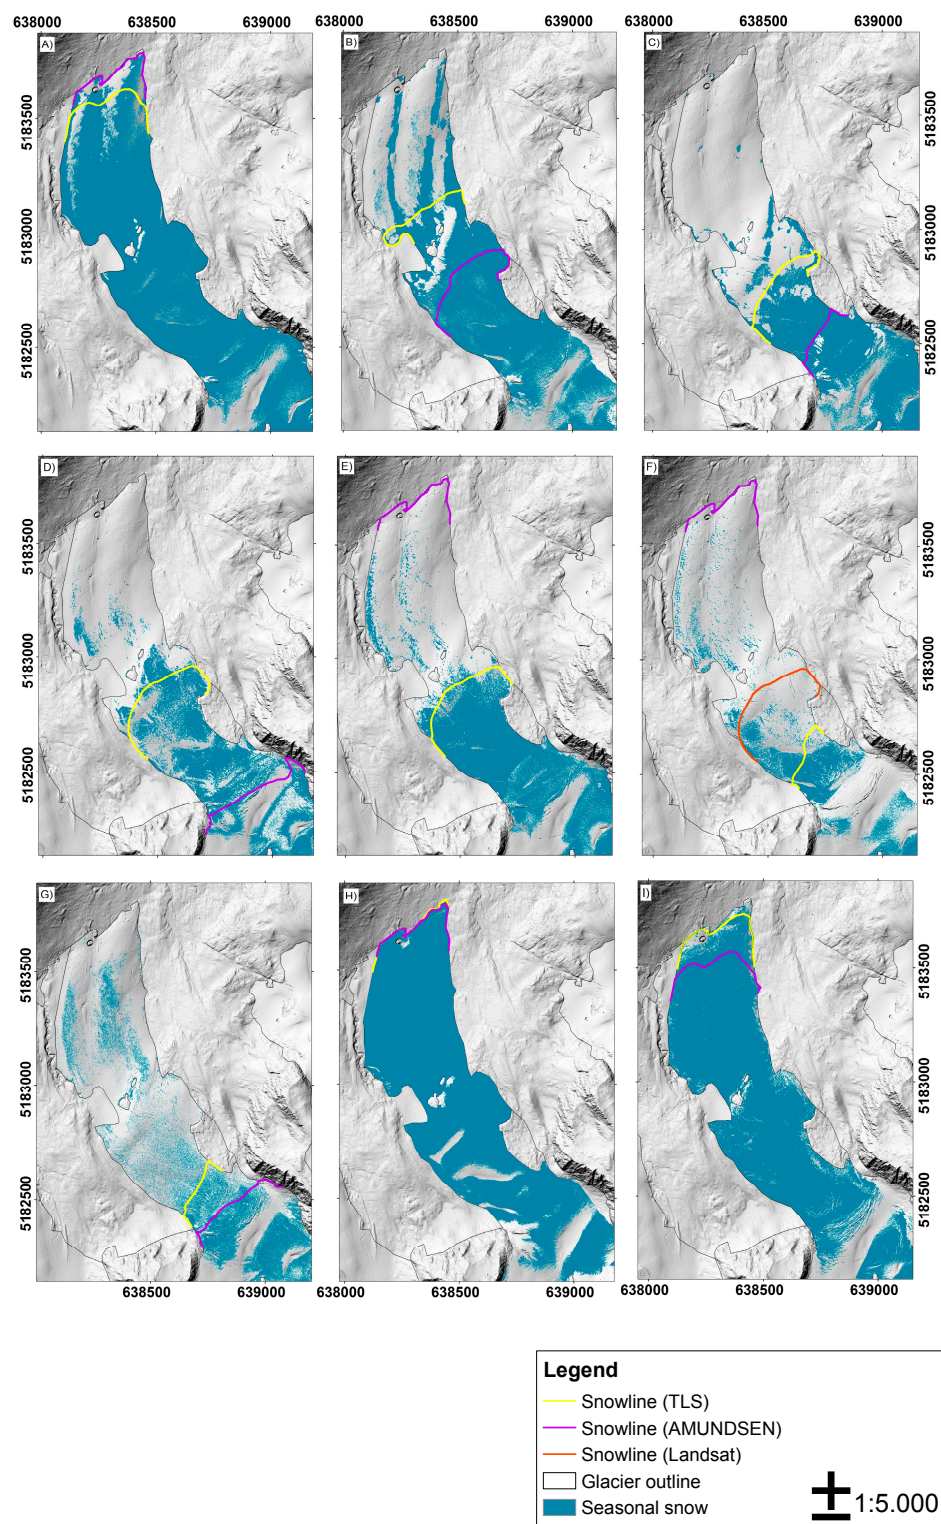 638000 638500 639000 638000 638500 639000 638000 638500 639000
A)
B)
C)
5183500
5183000
5182500
5183500
5183000
5182500
D)
E)
F)
5183500
5183000
5182500
5183500
5183000
5182500
G)
H)
I)
5183500
5183000
5182500
5183500
5183000
5182500
638500 639000 638000 638500 639000 638000 638500 639000
Legend
Snowline (TLS)
Snowline (AMUNDSEN)
Snowline (Landsat)
Glacier outline
Seasonal snow
1:5.000